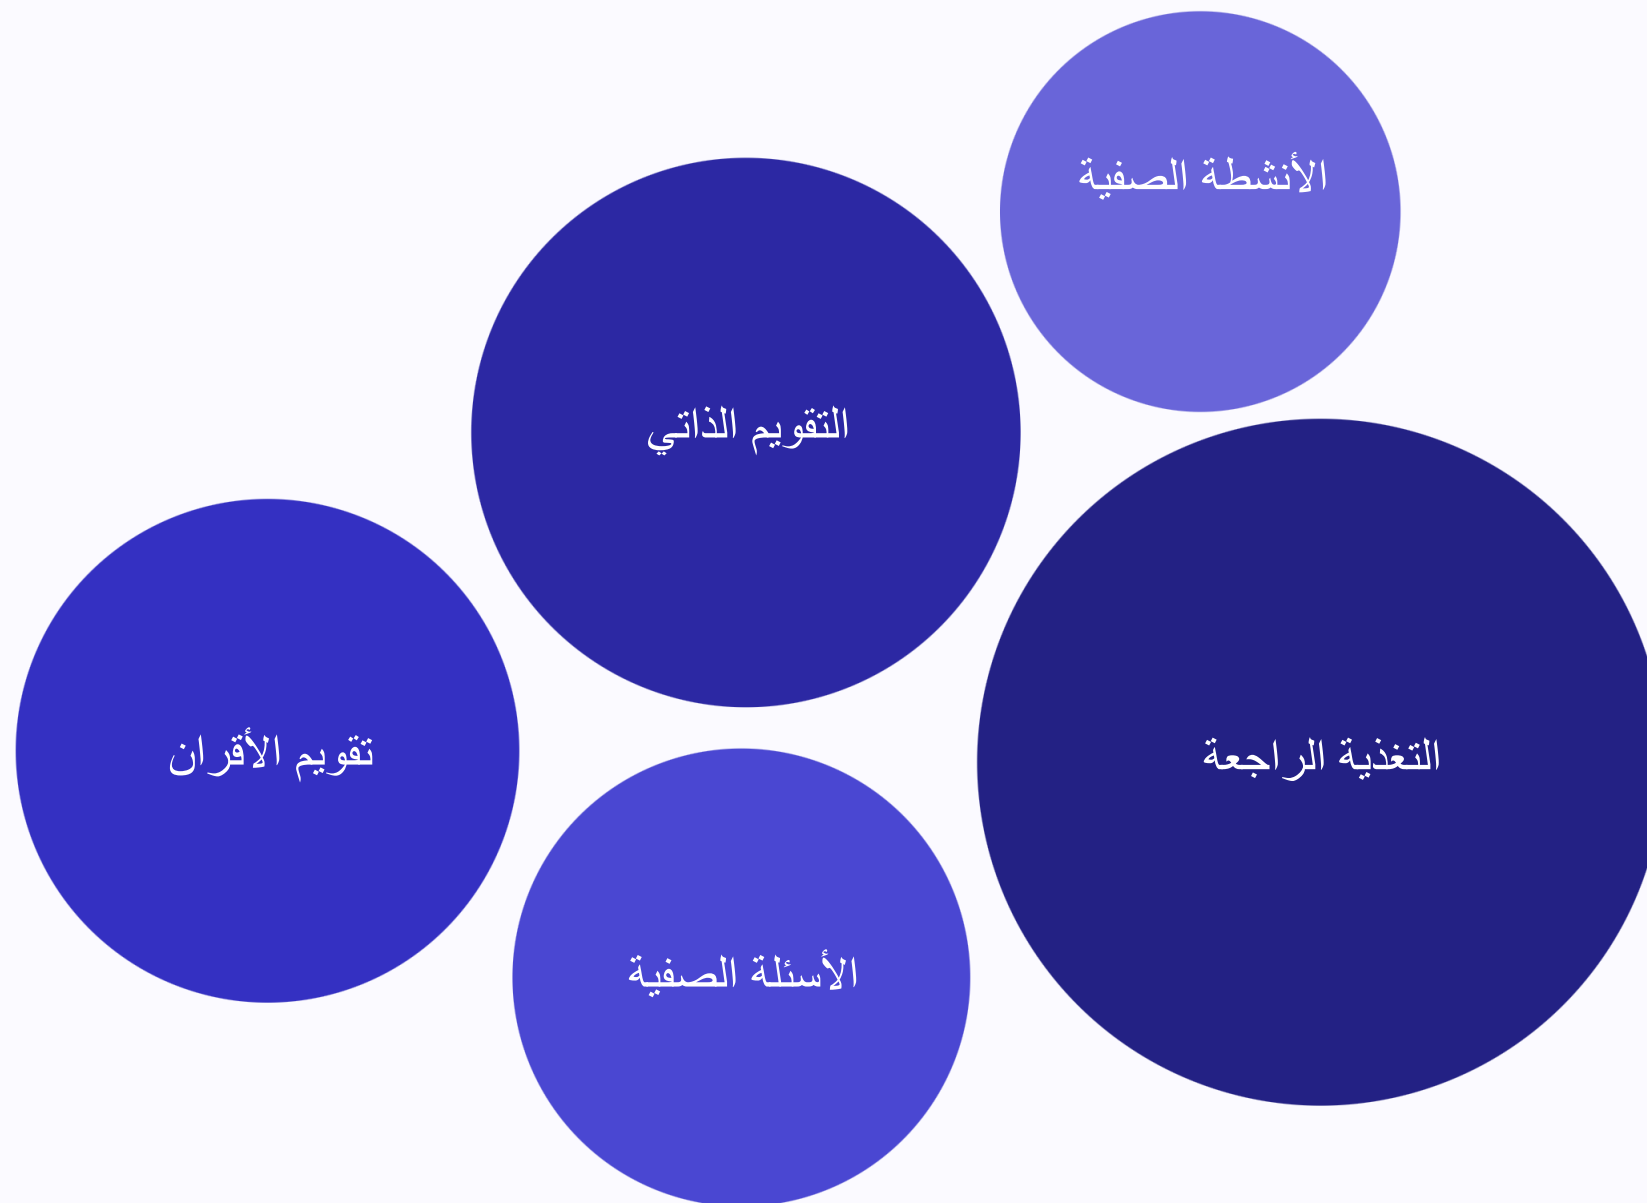 الأنشطة الصفية
التقويم الذاتي
التغذية الراجعة
تقويم الأقران
الأسئلة الصفية